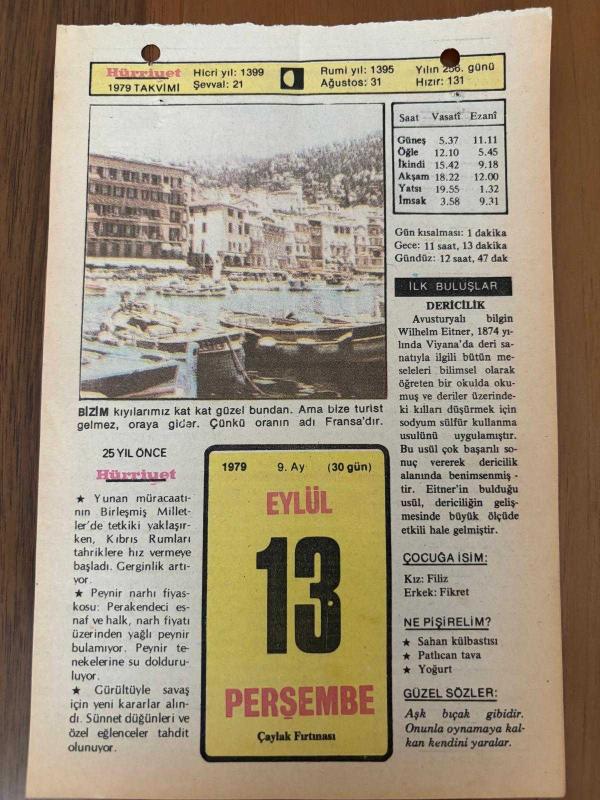 Hürriyet
1979 TAKVİMİ
Hicri yıl: 1399
Şevval: 21
Rumi yıl: 1395
Ağustos: 31
Yılın 256. günü
Hızır: 131
Saat Vasatî Ezanî
Güneş 5.37 11.11
Öğle 12.10 5.45
İkindi 15.42 9.18
Akşam 18.22 12.00
Yatsı 19.55 1.32
İmsak 3.58 9.31
Gün kısalması: 1 dakika
Gece: 11 saat, 13 dakika
Gündüz: 12 saat, 47 dak
İLK BULUŞLAR
DERİCİLİK
Avusturyalı bilgin
Wilhelm Eitner, 1874 yı-
lında Viyana'da deri sa-
natıyla ilgili bütün me-
seleleri bilimsel olarak
öğreten bir okulda oku-
muş ve deriler üzerinde-
ki kılları düşürmek için
sodyum sülfür kullanma
usulünü uygulamıştır.
Bu usül çok başarılı so-
nuç vererek dericilik
alanında benimsenmiş -
tir. Eitner'in bulduğu
usül, dericiliğin geliş-
mesinde büyük ölçüde
etkili hale gelmiştir.
ÇOCUĞA İSİM:
Kız: Filiz
Erkek: Fikret
NE PİŞİRELİM?
★ Sahan külbastısı
★ Patlıcan tava
★ Yoğurt
GÜZEL SÖZLER:
Aşk bıçak gibidir.
Onunla oynamaya kal-
kan kendini yaralar.
BİZİM kıyılarımız kat kat güzel bundan. Ama bize turist
gelmez, oraya gider. Çünkü oranın adı Fransa'dır.
25 YIL ÖNCE
Hürriyet
★ Yunan müracaatı-
nın Birleşmiş Millet-
ler'de tetkiki yaklaşır-
ken, Kıbrıs Rumları
tahriklere hız vermeye
başladı. Gerginlik artı-
yor.
★ Peynir narhı fiyas-
kosu: Perakendeci es-
naf ve halk, narh fiyatı
üzerinden yağlı peynir
bulamıyor. Peynir te-
nekelerine su dolduru-
luyor.
★ Gürültüyle savaş
için yeni kararlar alın-
dı. Sünnet düğünleri ve
özel eğlenceler tahdit
olunuyor.
1979 9. Ay (30 gün)
EYLÜL
13
PERŞEMBE
Çaylak Fırtınası